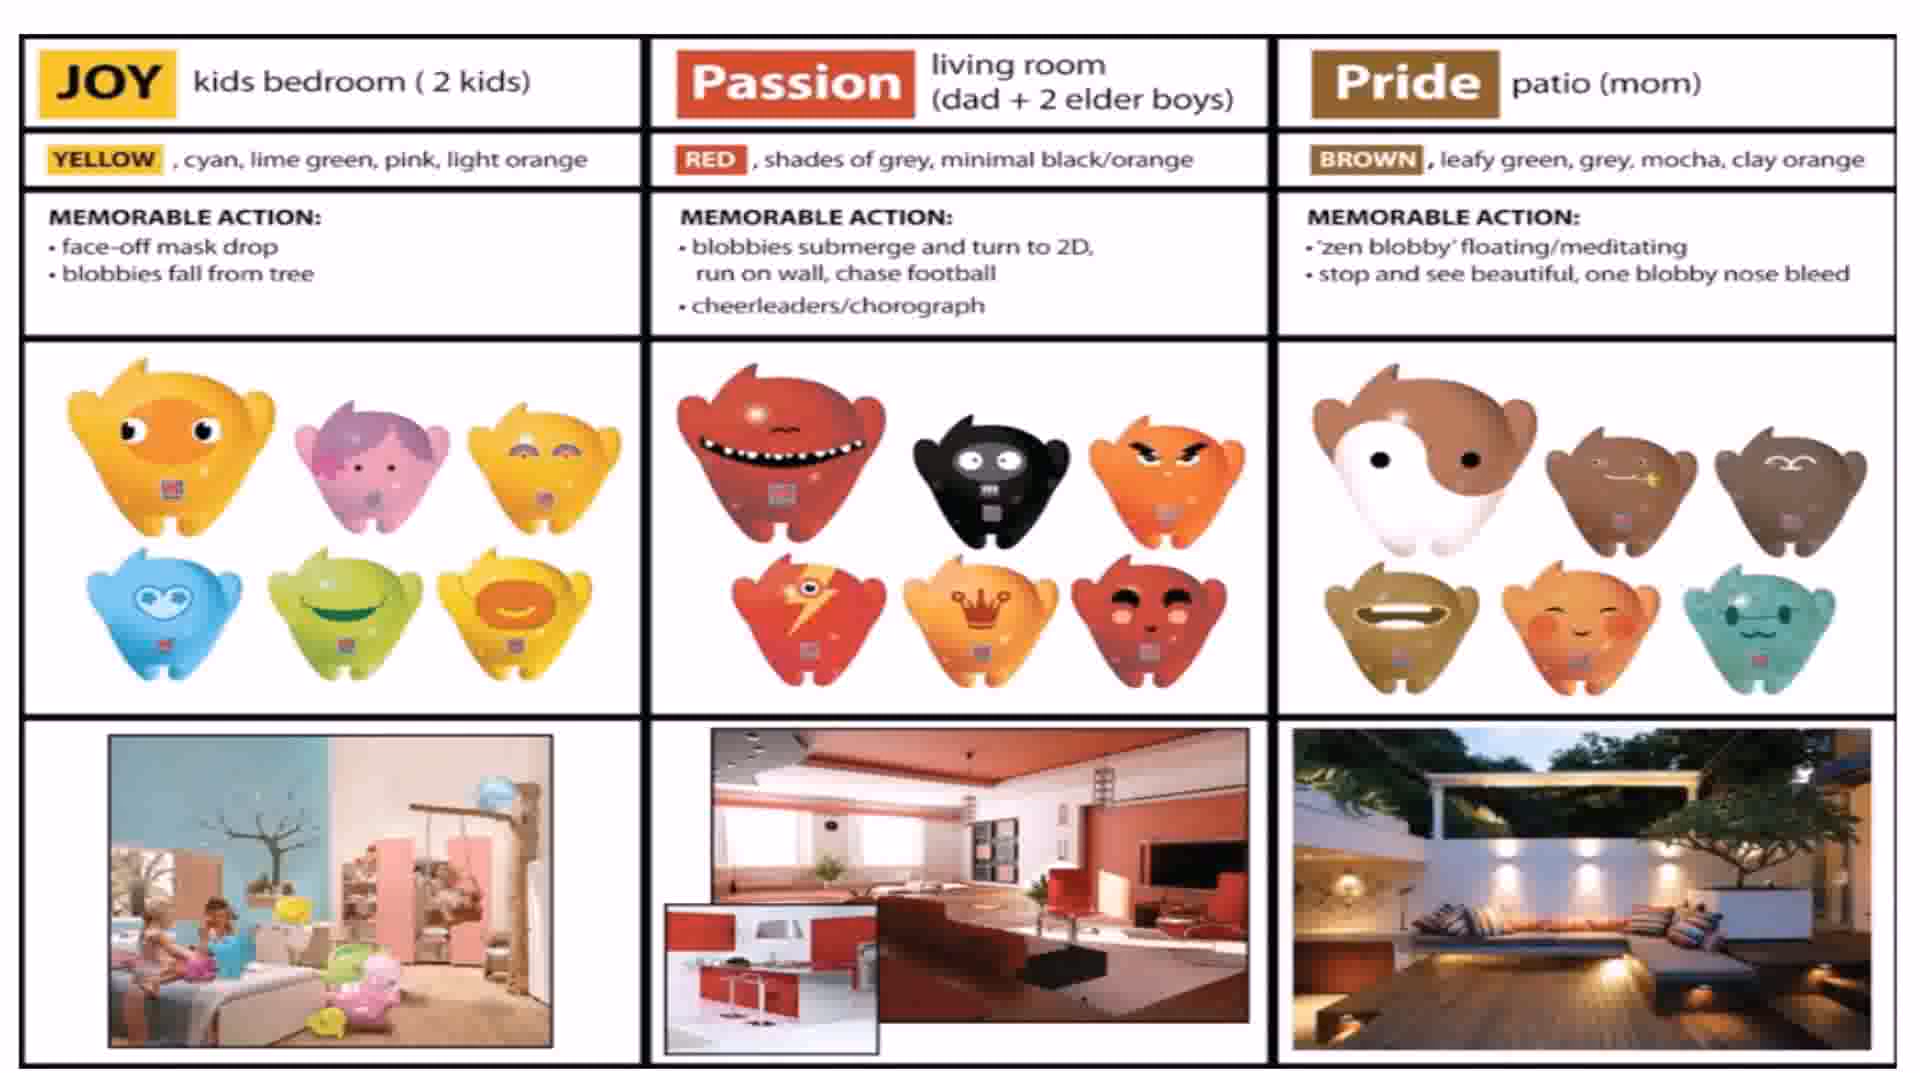 JOY kids bedroom ( 2 kids)
YELLOW , cyan, lime green, pink, light orange
MEMORABLE ACTION:
• face-off mask drop
• blobbies fall from tree
Passion living room
(dad + 2 elder boys)
RED , shades of grey, minimal black/orange
MEMORABLE ACTION:
• blobbies submerge and turn to 2D,
run on wall, chase football
• cheerleaders/chorograph
Pride patio (mom)
BROWN , leafy green, grey, mocha, clay orange
MEMORABLE ACTION:
• 'zen blobby' floating/meditating
• stop and see beautiful, one blobby nose bleed